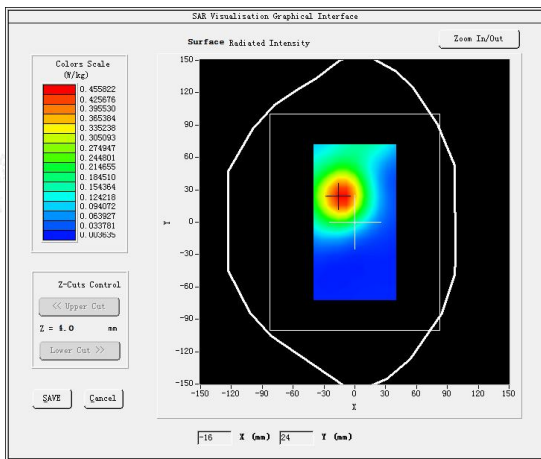 SAR Visualisation Graphical Interface
Surface Radiated Intensity
Zoom In/Out
Colors Scale
(W/kg)
0.455822
0.425676
0.395530
0.365384
0.335238
0.305093
0.274947
0.244801
0.214655
0.184510
0.154364
0.124218
0.094072
0.063927
0.033781
0.003635
Z-Cuts Control
<< Upper Cut
Z = 4.0 mm
Lower Cut >>
SAVE Cancel
150
120
90
60
30
0
-30
-60
-90
-120
-150
Y
-150 -120 -90 -60 -30 0 30 60 90 120 150
X
-16 X (mm) 24 Y (mm)